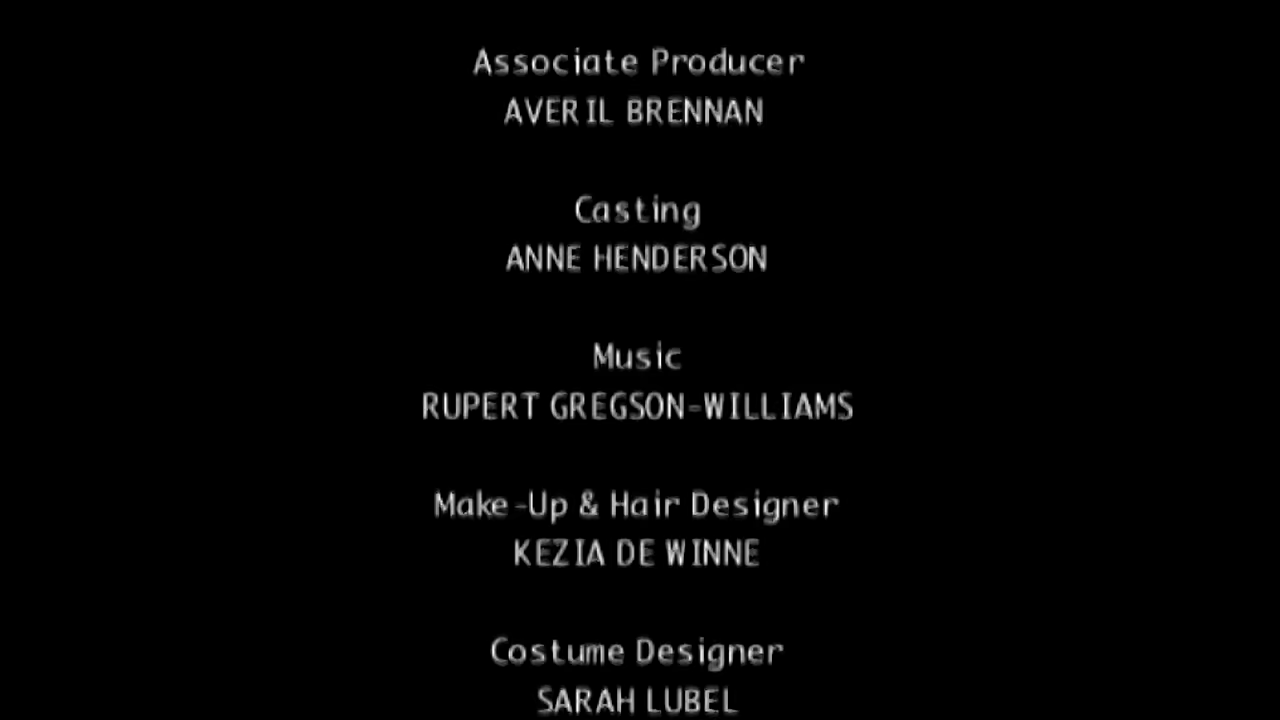 Associate Producer
AVERIL BRENNAN
Casting
ANNE HENDERSON
Music
RUPERT GREGSON-WILLIAMS
Make-Up & Hair Designer
KEZIA DE WINNE
Costume Designer
SARAH LUBEL